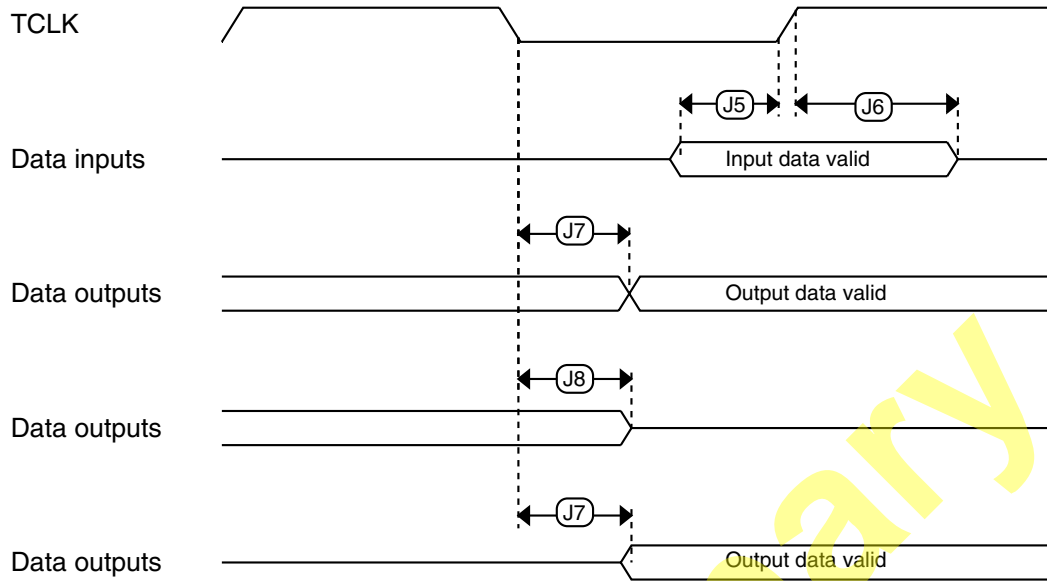 TCLK
J5
J6
Data inputs
Input data valid
J7
Data outputs
Output data valid
J8
Data outputs
J7
Data outputs
Output data valid
ary